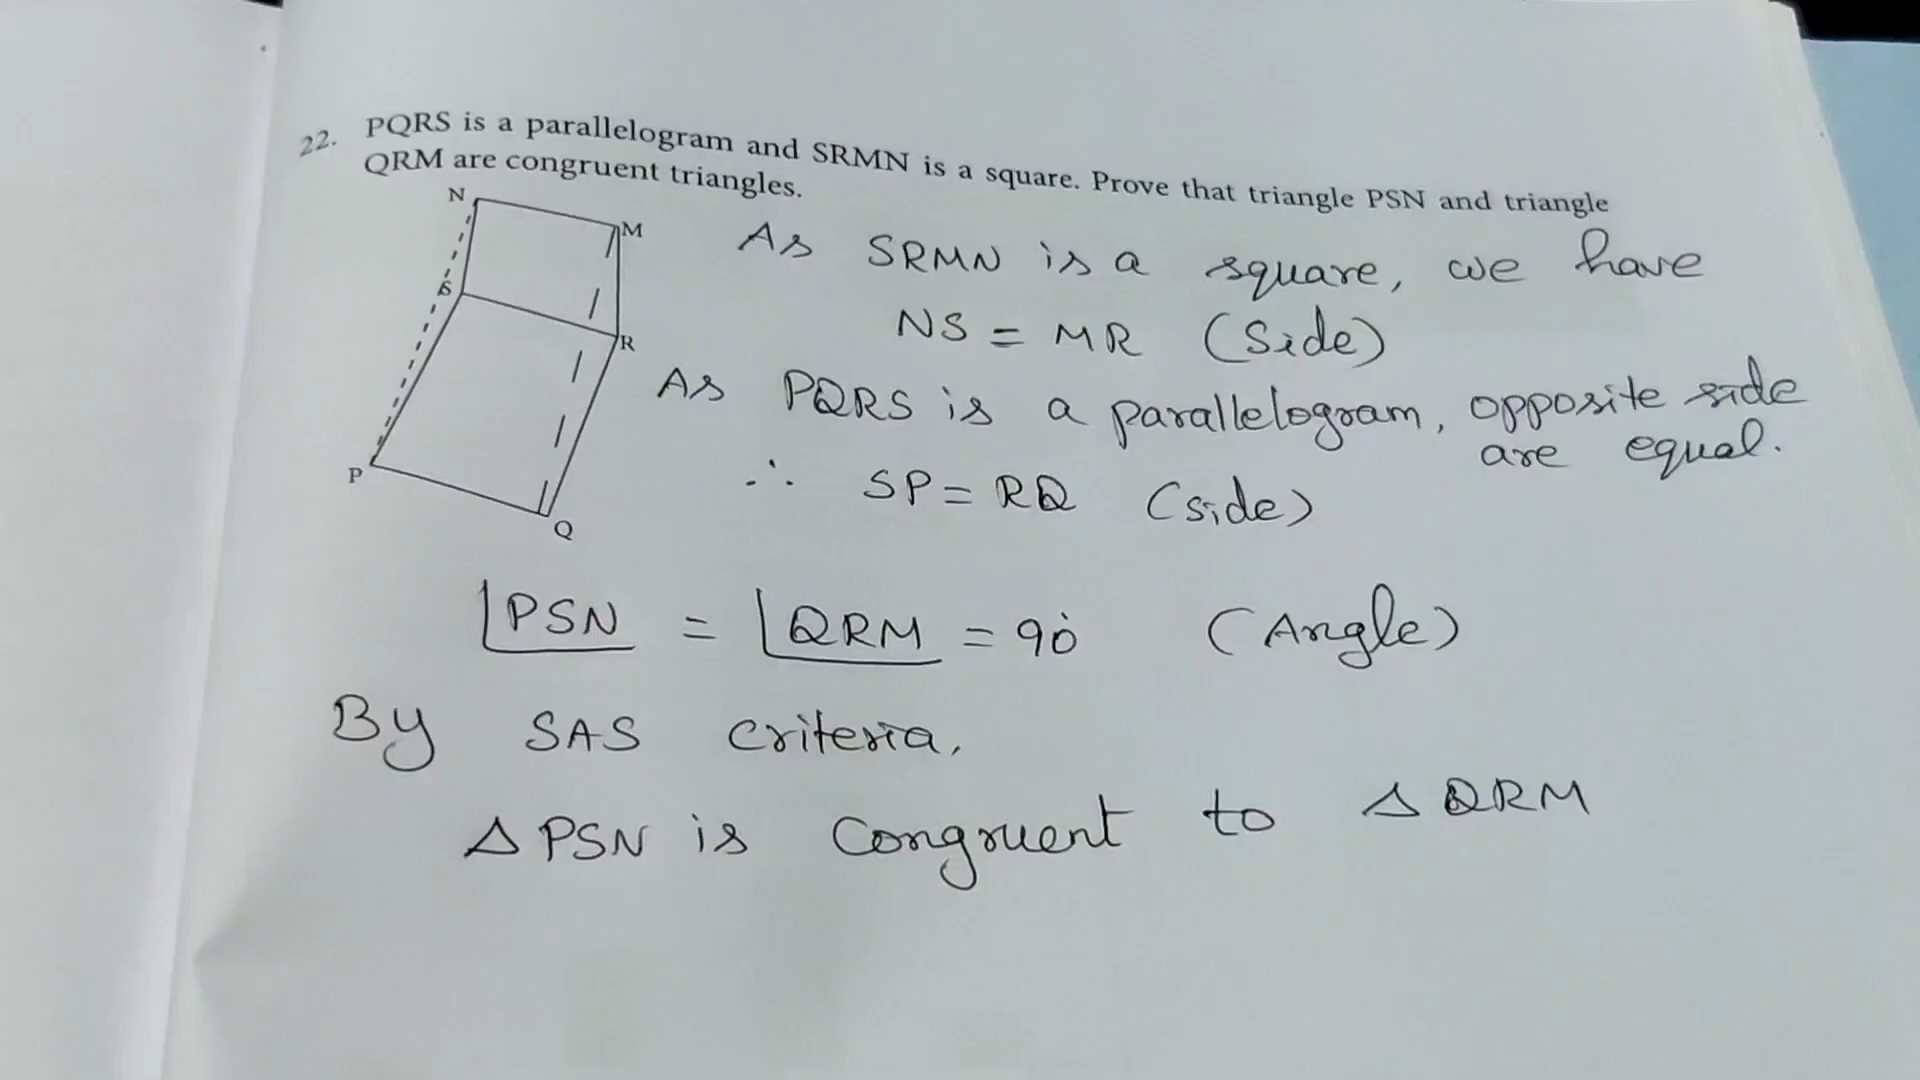 22. PQRS is a parallelogram and SRMN is a square. Prove that triangle PSN and triangle
QRM are congruent triangles.
N
M
S
R
P
Q
As SRMN is a square, we have
NS = MR (Side)
As PQRS is a parallelogram, opposite side
are equal.
∴ SP = RQ (side)
∠PSN = ∠QRM = 90° (Angle)
By SAS criteria,
Δ PSN is congruent to Δ QRM